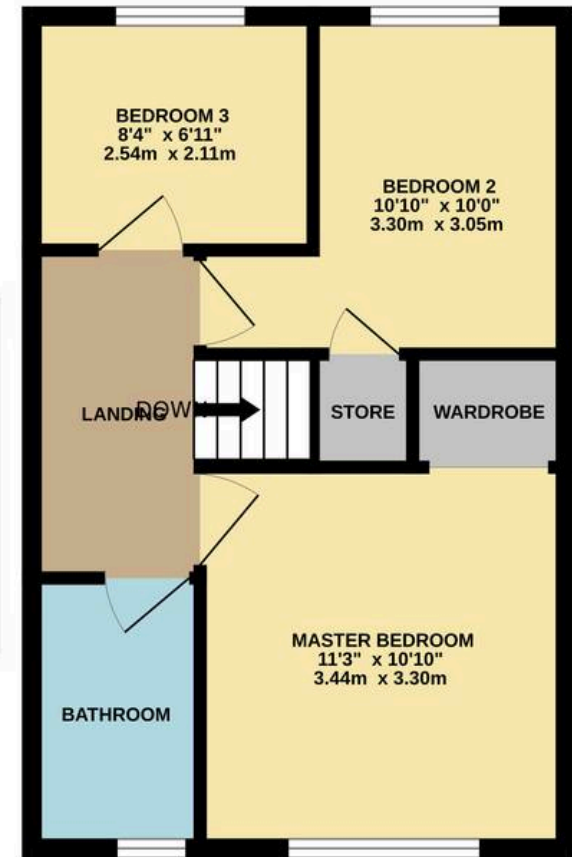 BEDROOM 3
8'4" x 6'11"
2.54m x 2.11m
BEDROOM 2
10'10" x 10'0"
3.30m x 3.05m
LANDING
DOWN
STORE
WARDROBE
MASTER BEDROOM
11'3" x 10'10"
3.44m x 3.30m
BATHROOM